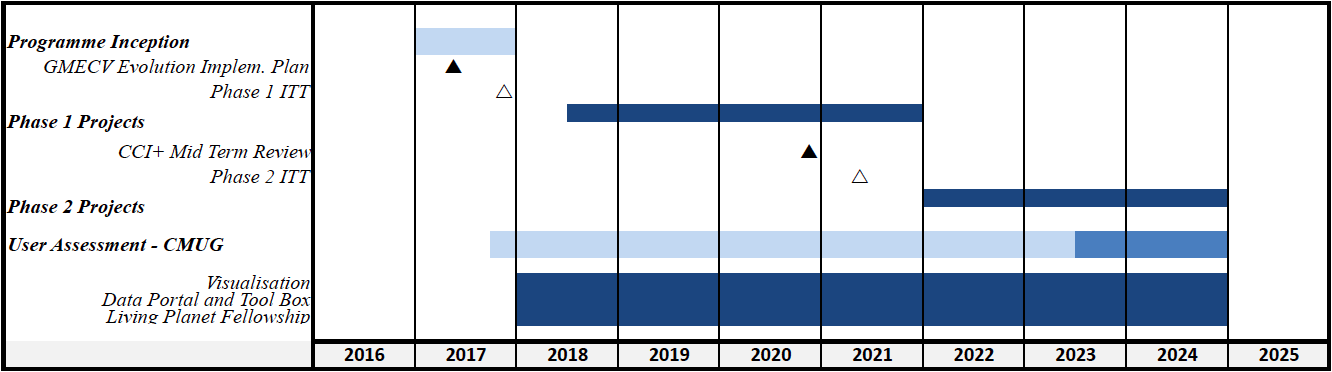 Programme Inception
GMECV Evolution Implem. Plan
Phase 1 ITT
Phase 1 Projects
CCI+ Mid Term Review
Phase 2 ITT
Phase 2 Projects
User Assessment - CMUG
Visualisation
Data Portal and Tool Box
Living Planet Fellowship
2016 2017 2018 2019 2020 2021 2022 2023 2024 2025